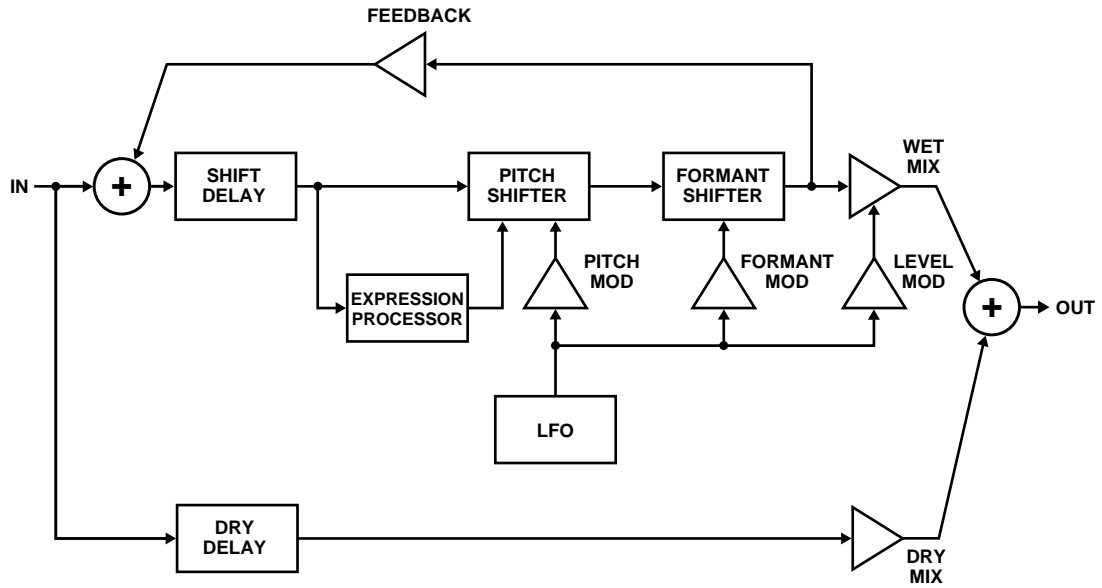 FEEDBACK
WET
MIX
IN
+
SHIFT
DELAY
PITCH
SHIFTER
FORMANT
SHIFTER
PITCH
MOD
FORMANT
MOD
LEVEL
MOD
EXPRESSION
PROCESSOR
+
OUT
LFO
DRY
DELAY
DRY
MIX